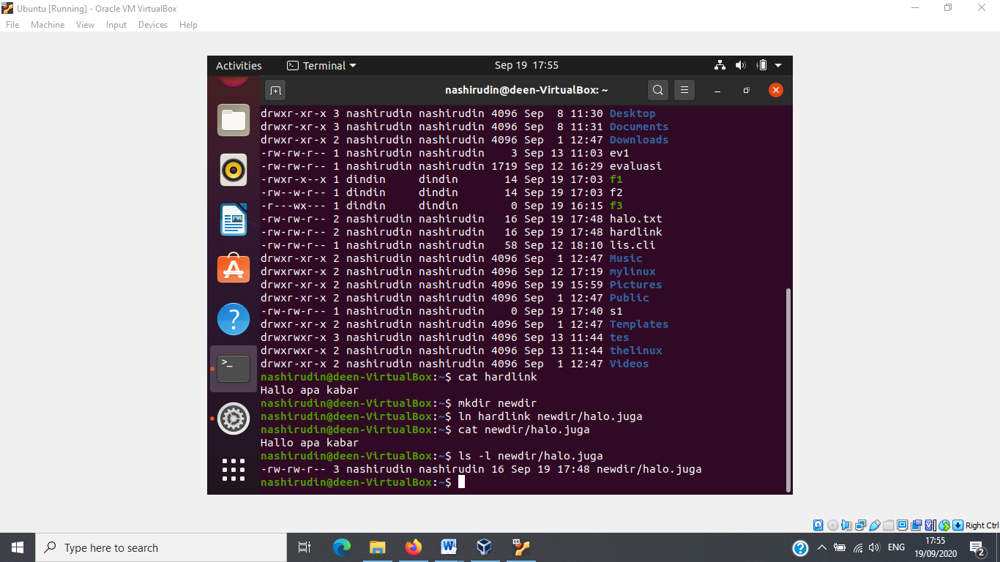 Ubuntu [Running] - Oracle VM VirtualBox
File Machine View Input Devices Help
Activities Terminal Sep 19 17:55
nashirudin@deen-VirtualBox: ~
drwxr-xr-x 3 nashirudin nashirudin 4096 Sep  8 11:30 Desktop
drwxr-xr-x 3 nashirudin nashirudin 4096 Sep  8 11:31 Documents
drwxr-xr-x 2 nashirudin nashirudin 4096 Sep  1 12:47 Downloads
-rw-rw-r-- 1 nashirudin nashirudin    3 Sep 13 11:03 ev1
-rw-rw-r-- 1 nashirudin nashirudin 1719 Sep 12 16:29 evaluasi
-rwxr-x--x 1 dindin     dindin       14 Sep 19 17:03 f1
-rw--w-r-- 1 dindin     dindin       14 Sep 19 17:03 f2
-r---wx--- 1 dindin     dindin        0 Sep 19 16:15 f3
-rw-rw-r-- 2 nashirudin nashirudin   16 Sep 19 17:48 halo.txt
-rw-rw-r-- 2 nashirudin nashirudin   16 Sep 19 17:48 hardlink
-rw-rw-r-- 1 nashirudin nashirudin   58 Sep 12 18:10 lis.cli
drwxr-xr-x 2 nashirudin nashirudin 4096 Sep  1 12:47 Music
drwxrwxr-x 2 nashirudin nashirudin 4096 Sep 12 17:19 mylinux
drwxr-xr-x 2 nashirudin nashirudin 4096 Sep 19 15:59 Pictures
drwxr-xr-x 2 nashirudin nashirudin 4096 Sep  1 12:47 Public
-rw-rw-r-- 1 nashirudin nashirudin    0 Sep 19 17:40 s1
drwxr-xr-x 2 nashirudin nashirudin 4096 Sep  1 12:47 Templates
drwxrwxr-x 3 nashirudin nashirudin 4096 Sep 13 11:44 tes
drwxrwxr-x 2 nashirudin nashirudin 4096 Sep 13 11:44 thelinux
drwxr-xr-x 2 nashirudin nashirudin 4096 Sep  1 12:47 Videos
nashirudin@deen-VirtualBox:~$ cat hardlink
Hallo apa kabar
nashirudin@deen-VirtualBox:~$ mkdir newdir
nashirudin@deen-VirtualBox:~$ ln hardlink newdir/halo.juga
nashirudin@deen-VirtualBox:~$ cat newdir/halo.juga
Hallo apa kabar
nashirudin@deen-VirtualBox:~$ ls -l newdir/halo.juga
-rw-rw-r-- 3 nashirudin nashirudin 16 Sep 19 17:48 newdir/halo.juga
nashirudin@deen-VirtualBox:~$
Right Ctrl
Type here to search
ENG
17:55
19/09/2020
2